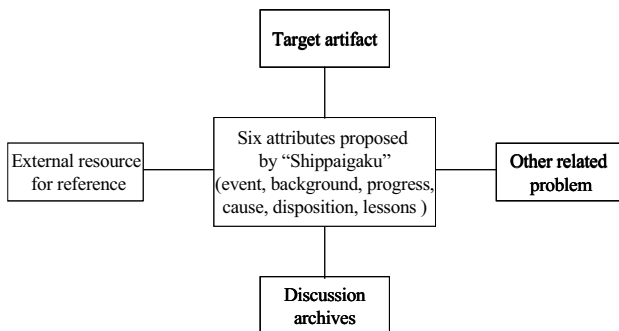 Target artifact
Six attributes proposed
by “Shippaigaku”
(event, background, progress,
cause, disposition, lessons )
External resource
for reference
Other related
problem
Discussion
archives